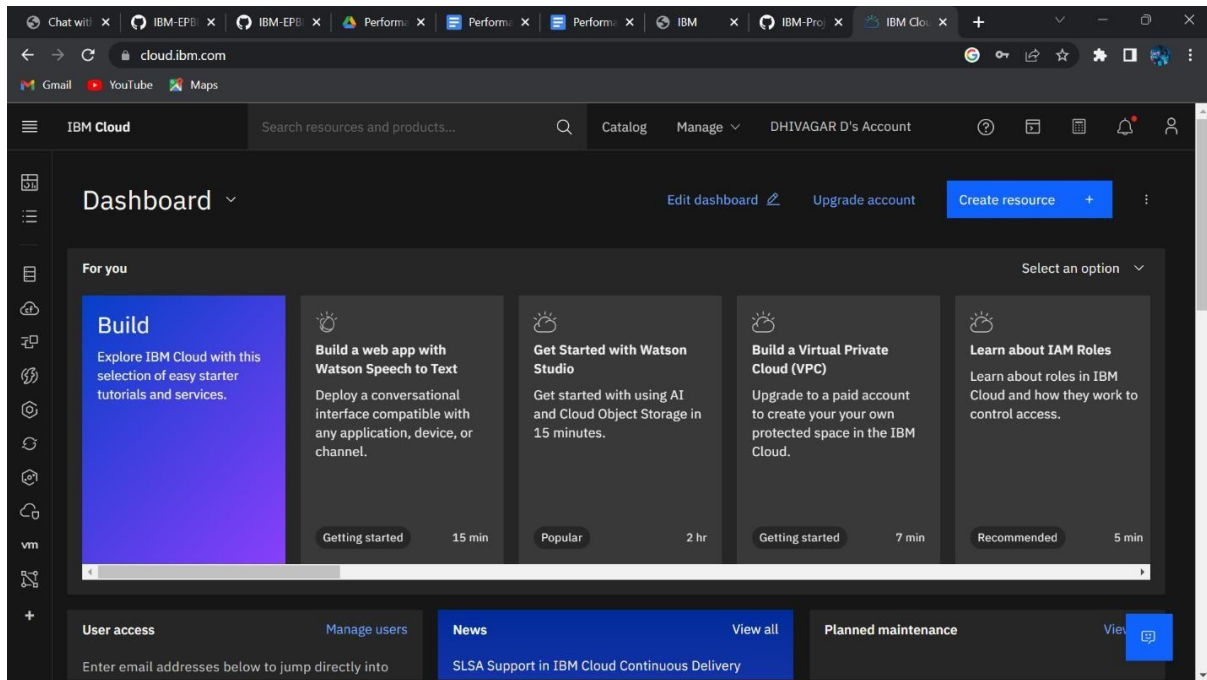 Chat with IBM-EPB IBM-EPB Performa Performa Performa IBM IBM-Proj IBM Clou
cloud.ibm.com
Gmail YouTube Maps
IBM Cloud Search resources and products... Catalog Manage DHIVAGAR D's Account
Dashboard Edit dashboard Upgrade account Create resource +
For you Select an option
Build
Explore IBM Cloud with this
selection of easy starter
tutorials and services.
Build a web app with
Watson Speech to Text
Deploy a conversational
interface compatible with
any application, device, or
channel.
Getting started 15 min
Get Started with Watson
Studio
Get started with using AI
and Cloud Object Storage in
15 minutes.
Popular 2 hr
Build a Virtual Private
Cloud (VPC)
Upgrade to a paid account
to create your your own
protected space in the IBM
Cloud.
Getting started 7 min
Learn about IAM Roles
Learn about roles in IBM
Cloud and how they work to
control access.
Recommended 5 min
vm
User access Manage users
Enter email addresses below to jump directly into
News View all
SLSA Support in IBM Cloud Continuous Delivery
Planned maintenance